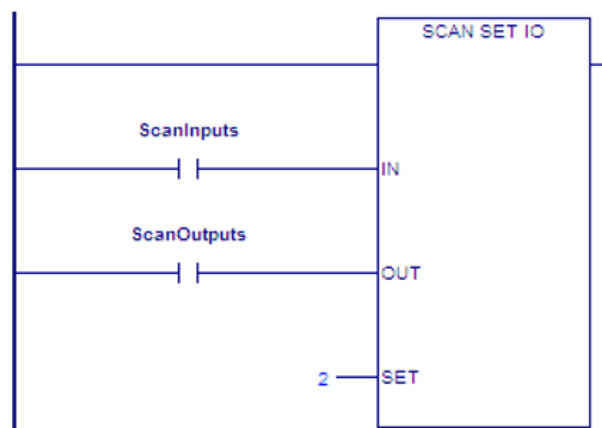 SCAN SET IO
ScanInputs
IN
ScanOutputs
OUT
2 SET